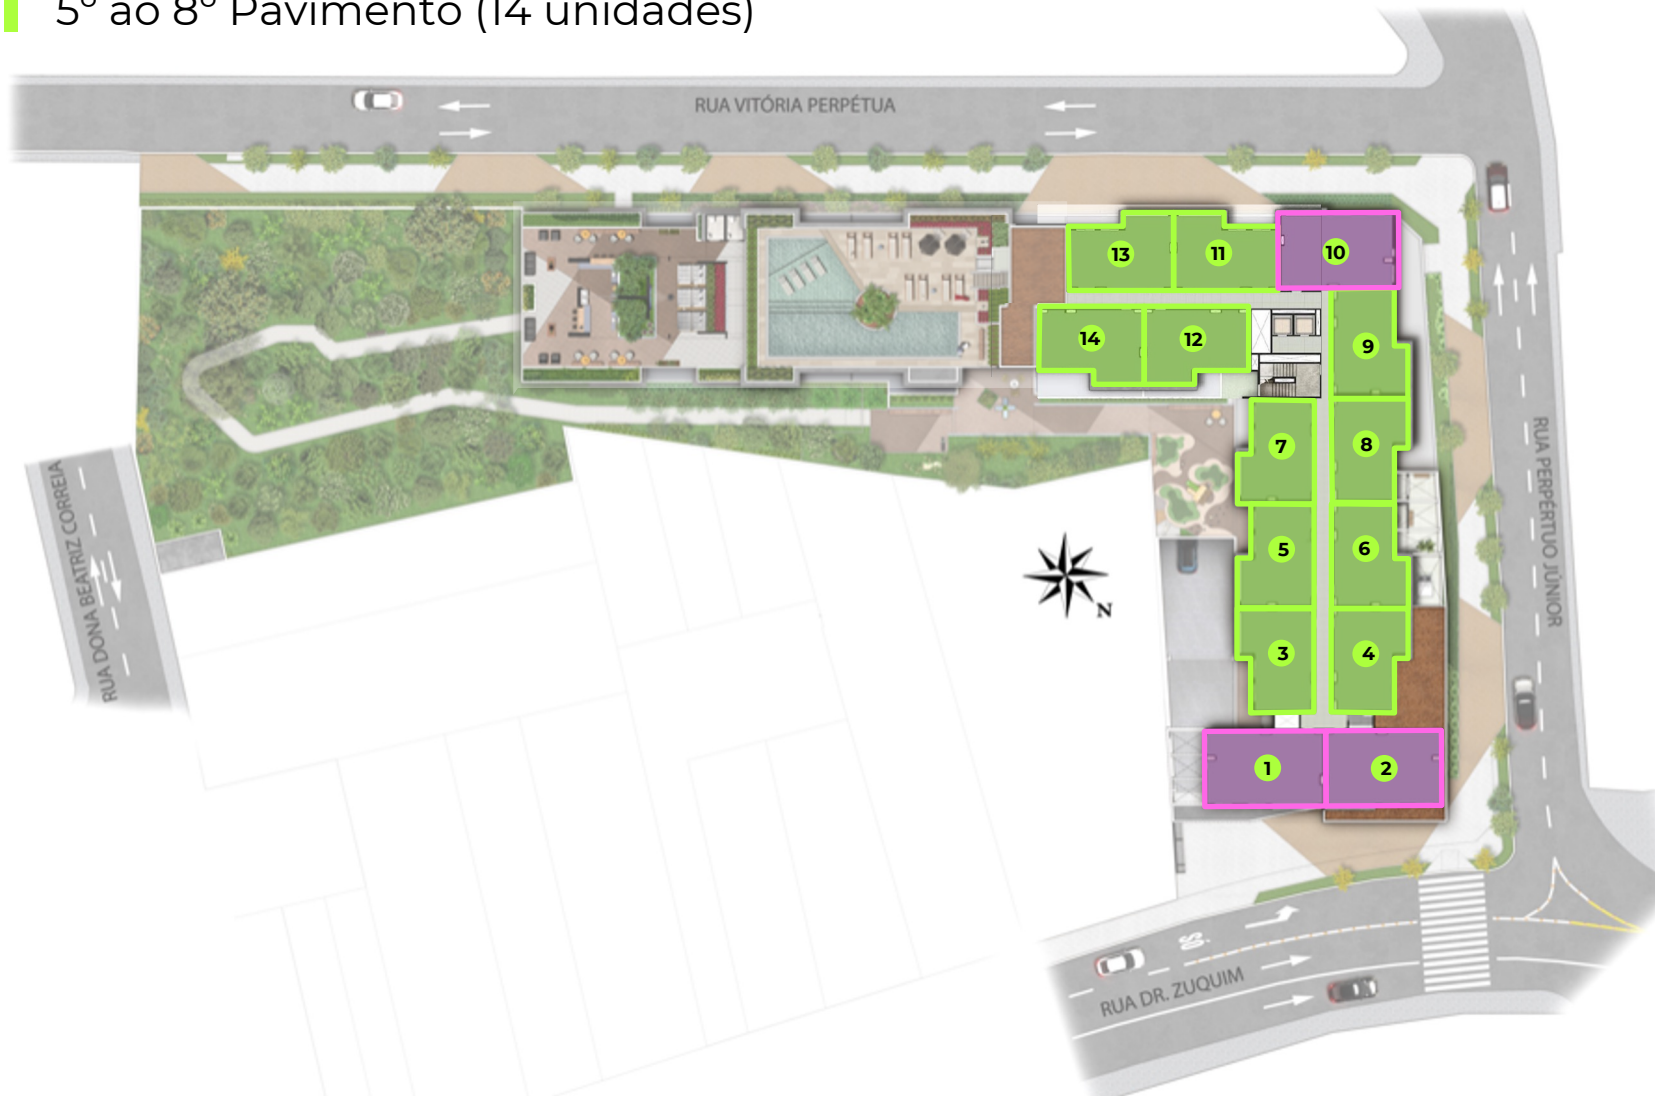 5º ao 8º Pavimento (14 unidades)
RUA VITÓRIA PERPÉTUA
13
11
10
14
12
9
7
8
5
6
3
4
1
2
N
RUA DONA BEATRIZ CORREIA
RUA PERPÉRTUO JÚNIOR
RUA DR. ZUQUIM